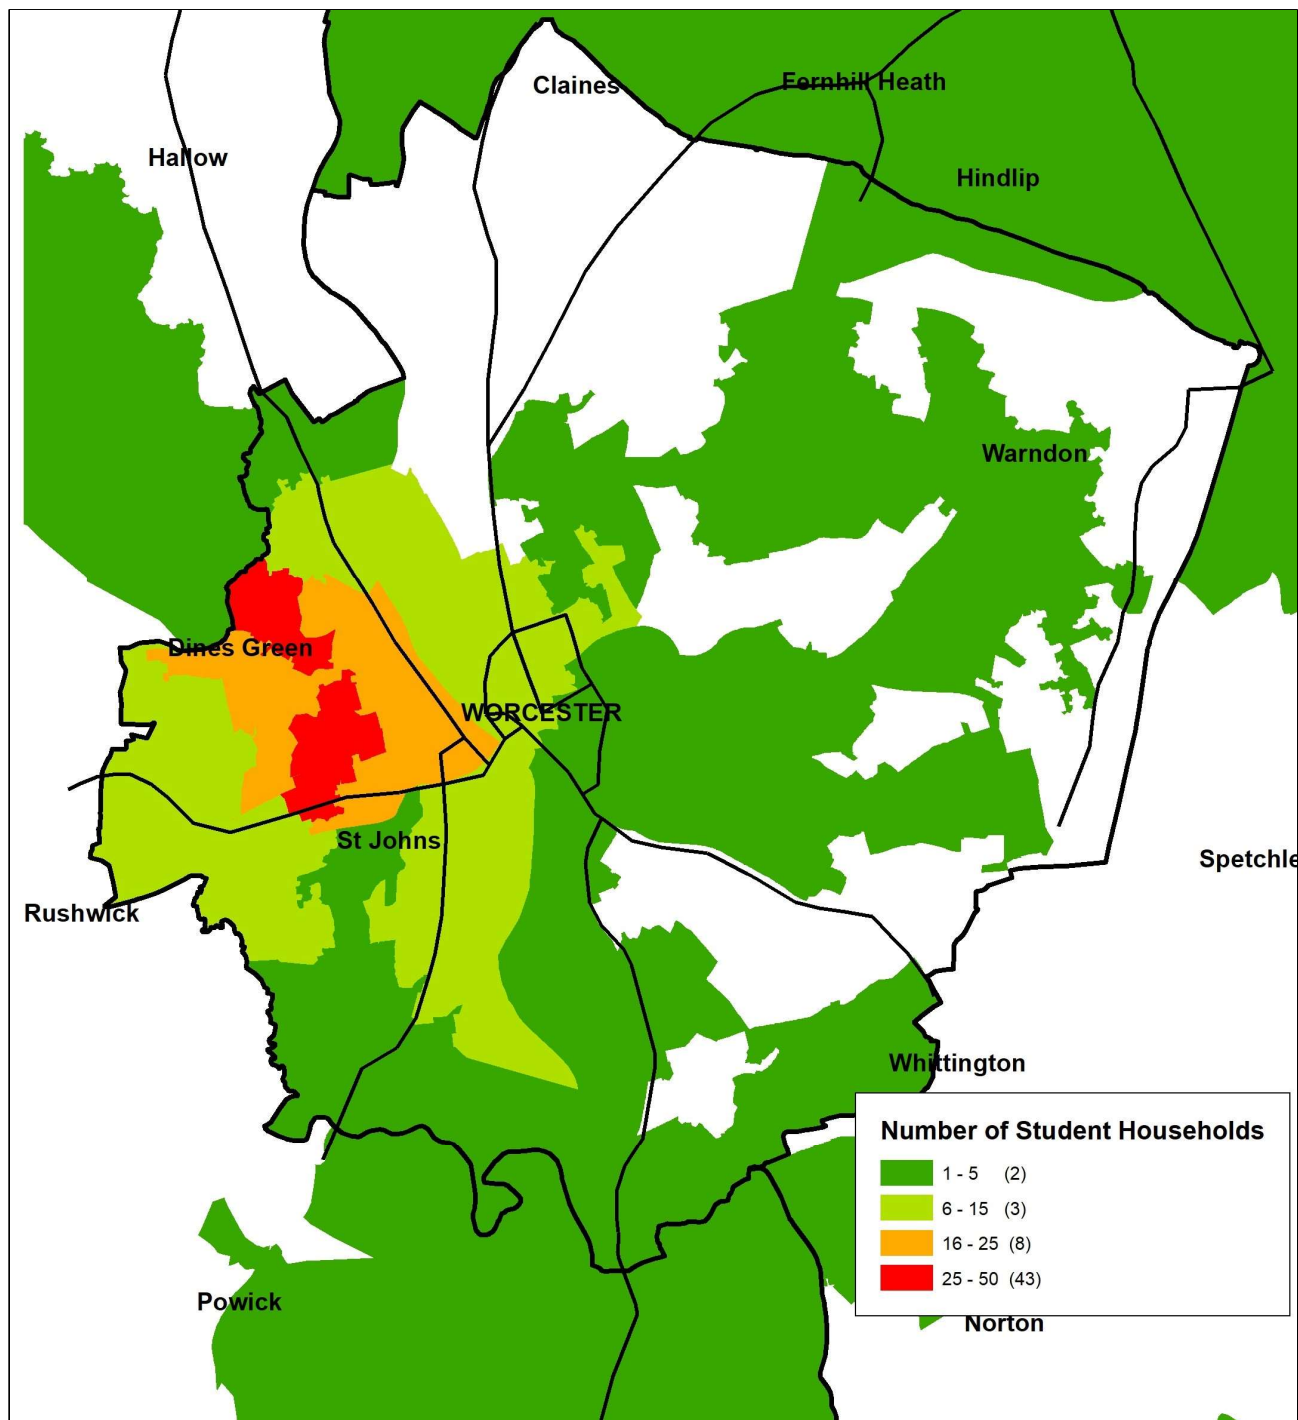 Claines
Fernhill Heath
Hallow
Hindlip
Warndon
Dines Green
WORCESTER
St Johns
Spetchle
Rushwick
Whittington
Number of Student Households
1 - 5 (2)
6 - 15 (3)
16 - 25 (8)
25 - 50 (43)
Powick
Norton